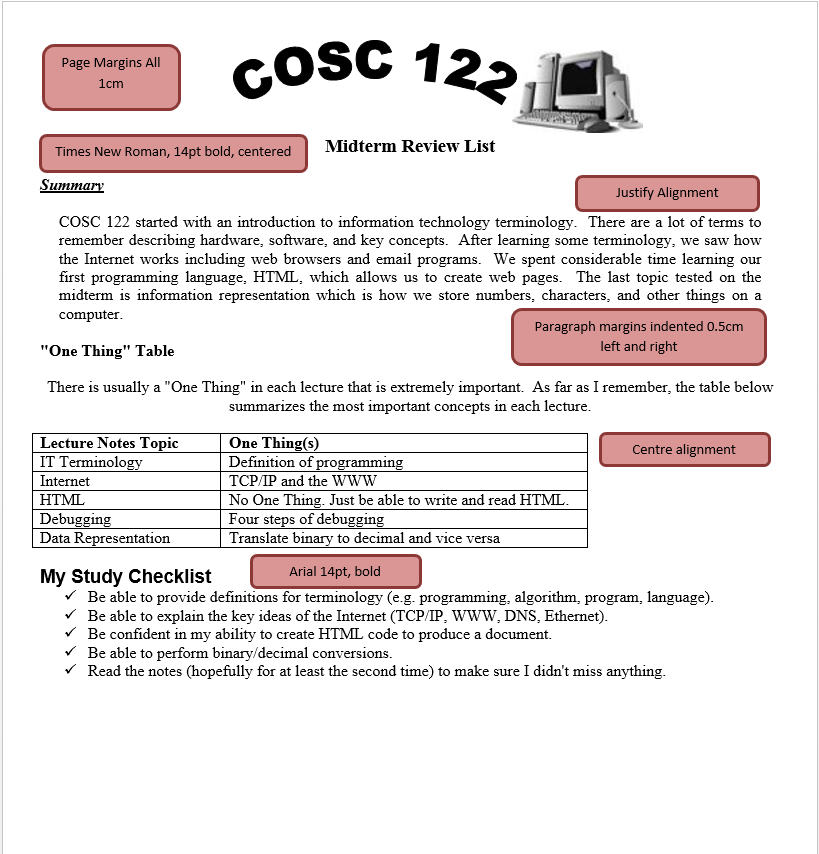 Page Margins All
1cm
COSC 122
Times New Roman, 14pt bold, centered
Midterm Review List
Summary
Justify Alignment
COSC 122 started with an introduction to information technology terminology. There are a lot of terms to
remember describing hardware, software, and key concepts. After learning some terminology, we saw how
the Internet works including web browsers and email programs. We spent considerable time learning our
first programming language, HTML, which allows us to create web pages. The last topic tested on the
midterm is information representation which is how we store numbers, characters, and other things on a
computer.
Paragraph margins indented 0.5cm
left and right
"One Thing" Table
There is usually a "One Thing" in each lecture that is extremely important. As far as I remember, the table below
summarizes the most important concepts in each lecture.
Lecture Notes Topic One Thing(s)
IT Terminology Definition of programming
Internet TCP/IP and the WWW
HTML No One Thing. Just be able to write and read HTML.
Debugging Four steps of debugging
Data Representation Translate binary to decimal and vice versa
Centre alignment
My Study Checklist
Arial 14pt, bold
✓ Be able to provide definitions for terminology (e.g. programming, algorithm, program, language).
✓ Be able to explain the key ideas of the Internet (TCP/IP, WWW, DNS, Ethernet).
✓ Be confident in my ability to create HTML code to produce a document.
✓ Be able to perform binary/decimal conversions.
✓ Read the notes (hopefully for at least the second time) to make sure I didn't miss anything.